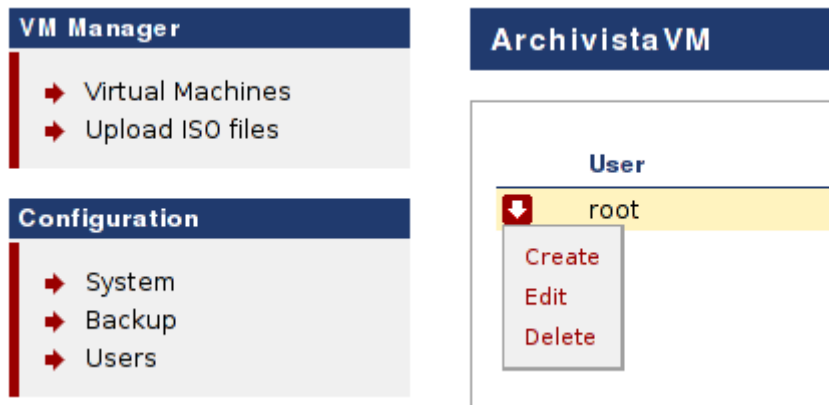 VM Manager
Virtual Machines
Upload ISO files
Configuration
System
Backup
Users
ArchivistaVM
User
root
Create
Edit
Delete